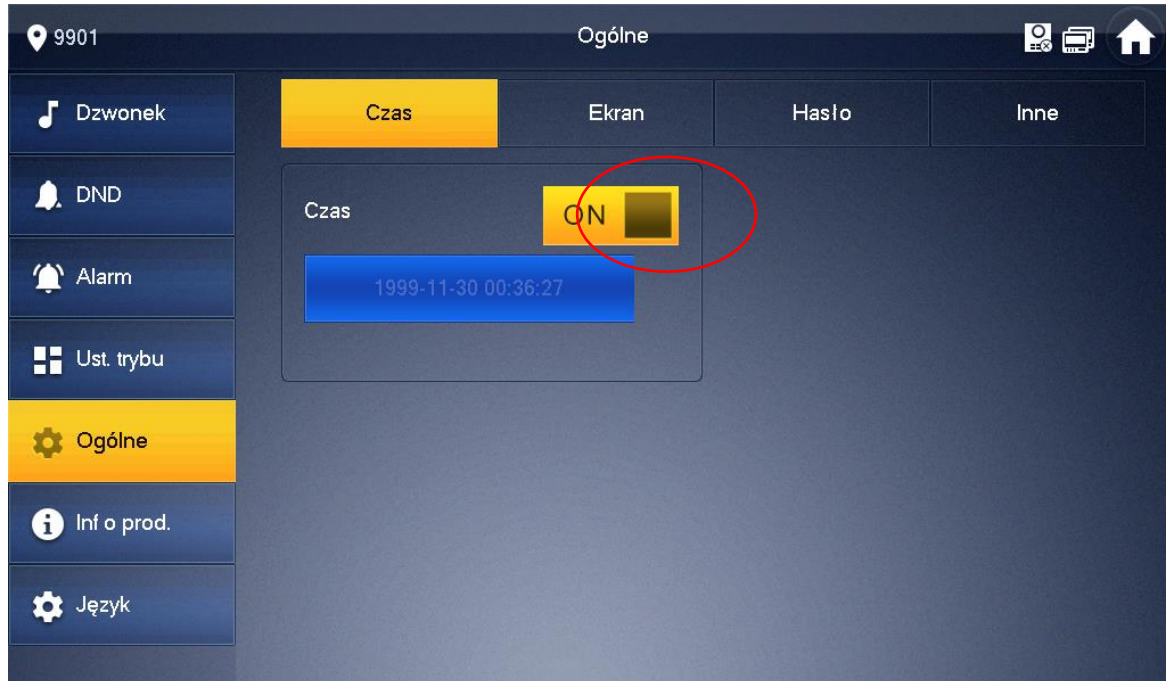 9901
Ogólne
Dzwonek
DND
Alarm
Ust. trybu
Ogólne
Inf o prod.
Język
Czas
Ekran
Hasło
Inne
Czas
ON
1999-11-30 00:36:27